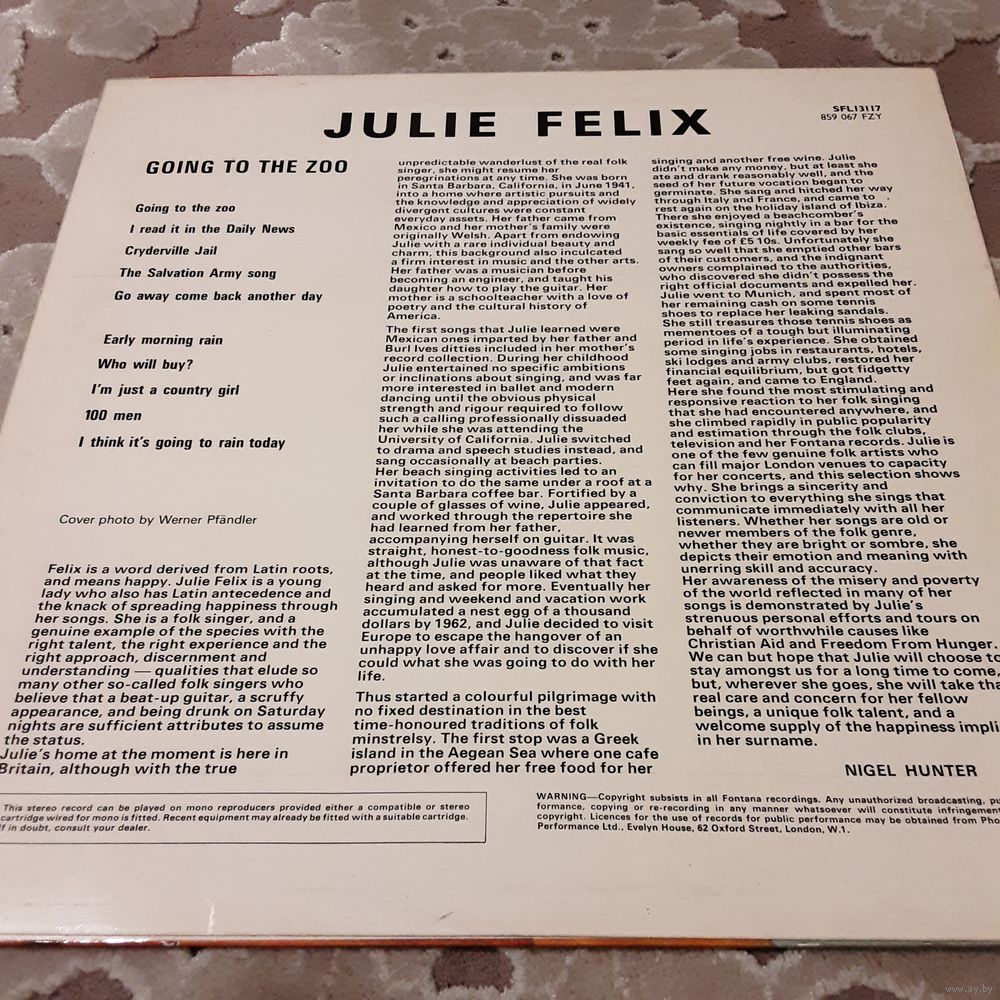 JULIE FELIX
SFL13117
859 067 FZY
GOING TO THE ZOO
Going to the zoo
I read it in the Daily News
Cryderville Jail
The Salvation Army song
Go away come back another day
Early morning rain
Who will buy?
I'm just a country girl
100 men
I think it's going to rain today
Cover photo by Werner Pfändler
Felix is a word derived from Latin roots,
and means happy. Julie Felix is a young
lady who also has Latin antecedence and
the knack of spreading happiness through
her songs. She is a folk singer, and a
genuine example of the species with the
right talent, the right experience and the
right approach, discernment and
understanding — qualities that elude so
many other so-called folk singers who
believe that a beat-up guitar, a scruffy
appearance, and being drunk on Saturday
nights are sufficient attributes to assume
the status.
Julie's home at the moment is here in
Britain, although with the true
unpredictable wanderlust of the real folk
singer, she might resume her
peregrinations at any time. She was born
in Santa Barbara, California, in June 1941,
into a home where artistic pursuits and
the knowledge and appreciation of widely
divergent cultures were constant
everyday assets. Her father came from
Mexico and her mother's family were
originally Welsh. Apart from endowing
Julie with a rare individual beauty and
charm, this background also inculcated
a firm interest in music and the other arts.
Her father was a musician before
becoming an engineer, and taught his
daughter how to play the guitar. Her
mother is a schoolteacher with a love of
poetry and the cultural history of
America.
The first songs that Julie learned were
Mexican ones imported by her father and
Burl Ives ditties included in her mother's
record collection. During her childhood
Julie entertained no specific ambitions
or inclinations about singing, and was far
more interested in ballet and modern
dancing until the obvious physical
strength and rigour required to follow
such a calling professionally dissuaded
her while she was attending the
University of California. Julie switched
to drama and speech studies instead, and
sang occasionally at beach parties.
Her beach singing activities led to an
invitation to do the same under a roof at a
Santa Barbara coffee bar. Fortified by a
couple of glasses of wine, Julie appeared,
and worked through the repertoire she
had learned from her father,
accompanying herself on guitar. It was
straight, honest-to-goodness folk music,
although Julie was unaware of that fact
at the time, and people liked what they
heard and asked for more. Eventually her
singing and weekend and vacation work
accumulated a nest egg of a thousand
dollars by 1962, and Julie decided to visit
Europe to escape the hangover of an
unhappy love affair and to discover if she
could what she was going to do with her
life.
Thus started a colourful pilgrimage with
no fixed destination in the best
time-honoured traditions of folk
minstrelsy. The first stop was a Greek
island in the Aegean Sea where one cafe
proprietor offered her free food for her
singing and another free wine. Julie
didn't make any money, but at least she
ate and drank reasonably well, and the
seed of her future vocation began to
germinate. She sang and hitched her way
through Italy and France, and came to
rest again on the holiday island of Ibiza.
There she enjoyed a beachcomber's
existence, singing nightly in a bar for the
basic essentials of life covered by her
weekly fee of £5 10s. Unfortunately she
sang so well that she emptied other bars
of their customers, and the indignant
owners complained to the authorities,
who discovered she didn't possess the
right official documents and expelled her.
Julie went to Munich, and spent most of
her remaining cash on some tennis
shoes to replace her leaking sandals.
She still treasures those tennis shoes as
mementoes of a tough but illuminating
period in life's experience. She obtained
some singing jobs in restaurants, hotels,
ski lodges and army clubs, restored her
financial equilibrium, but got fidgetty
feet again, and came to England.
Here she found the most stimulating and
responsive reaction to her folk singing
that she had encountered anywhere, and
she climbed rapidly in public popularity
and estimation through the folk clubs,
television and her Fontana records. Julie is
one of the few genuine folk artists who
can fill major London venues to capacity
for her concerts, and this selection shows
why. She brings a sincerity and
conviction to everything she sings that
communicate immediately with all her
listeners. Whether her songs are old or
newer members of the folk genre,
whether they are bright or sombre, she
depicts their emotion and meaning with
unerring skill and accuracy.
Her awareness of the misery and poverty
of the world reflected in many of her
songs is demonstrated by Julie's
strenuous personal efforts and tours on
behalf of worthwhile causes like
Christian Aid and Freedom From Hunger.
We can but hope that Julie will choose to
stay amongst us for a long time to come,
but, wherever she goes, she will take tha
real care and concern for her fellow
beings, a unique folk talent, and a
welcome supply of the happiness impli
in her surname.
NIGEL HUNTER
This stereo record can be played on mono reproducers provided either a compatible or stereo
cartridge wired for mono is fitted. Recent equipment may already be fitted with a suitable cartridge.
If in doubt, consult your dealer.
WARNING—Copyright subsists in all Fontana recordings. Any unauthorized broadcasting, pu
formance, copying or re-recording in any manner whatsoever will constitute infringement
copyright. Licences for the use of records for public performance may be obtained from Pho
Performance Ltd., Evelyn House, 62 Oxford Street, London, W.1.
www.ay.by